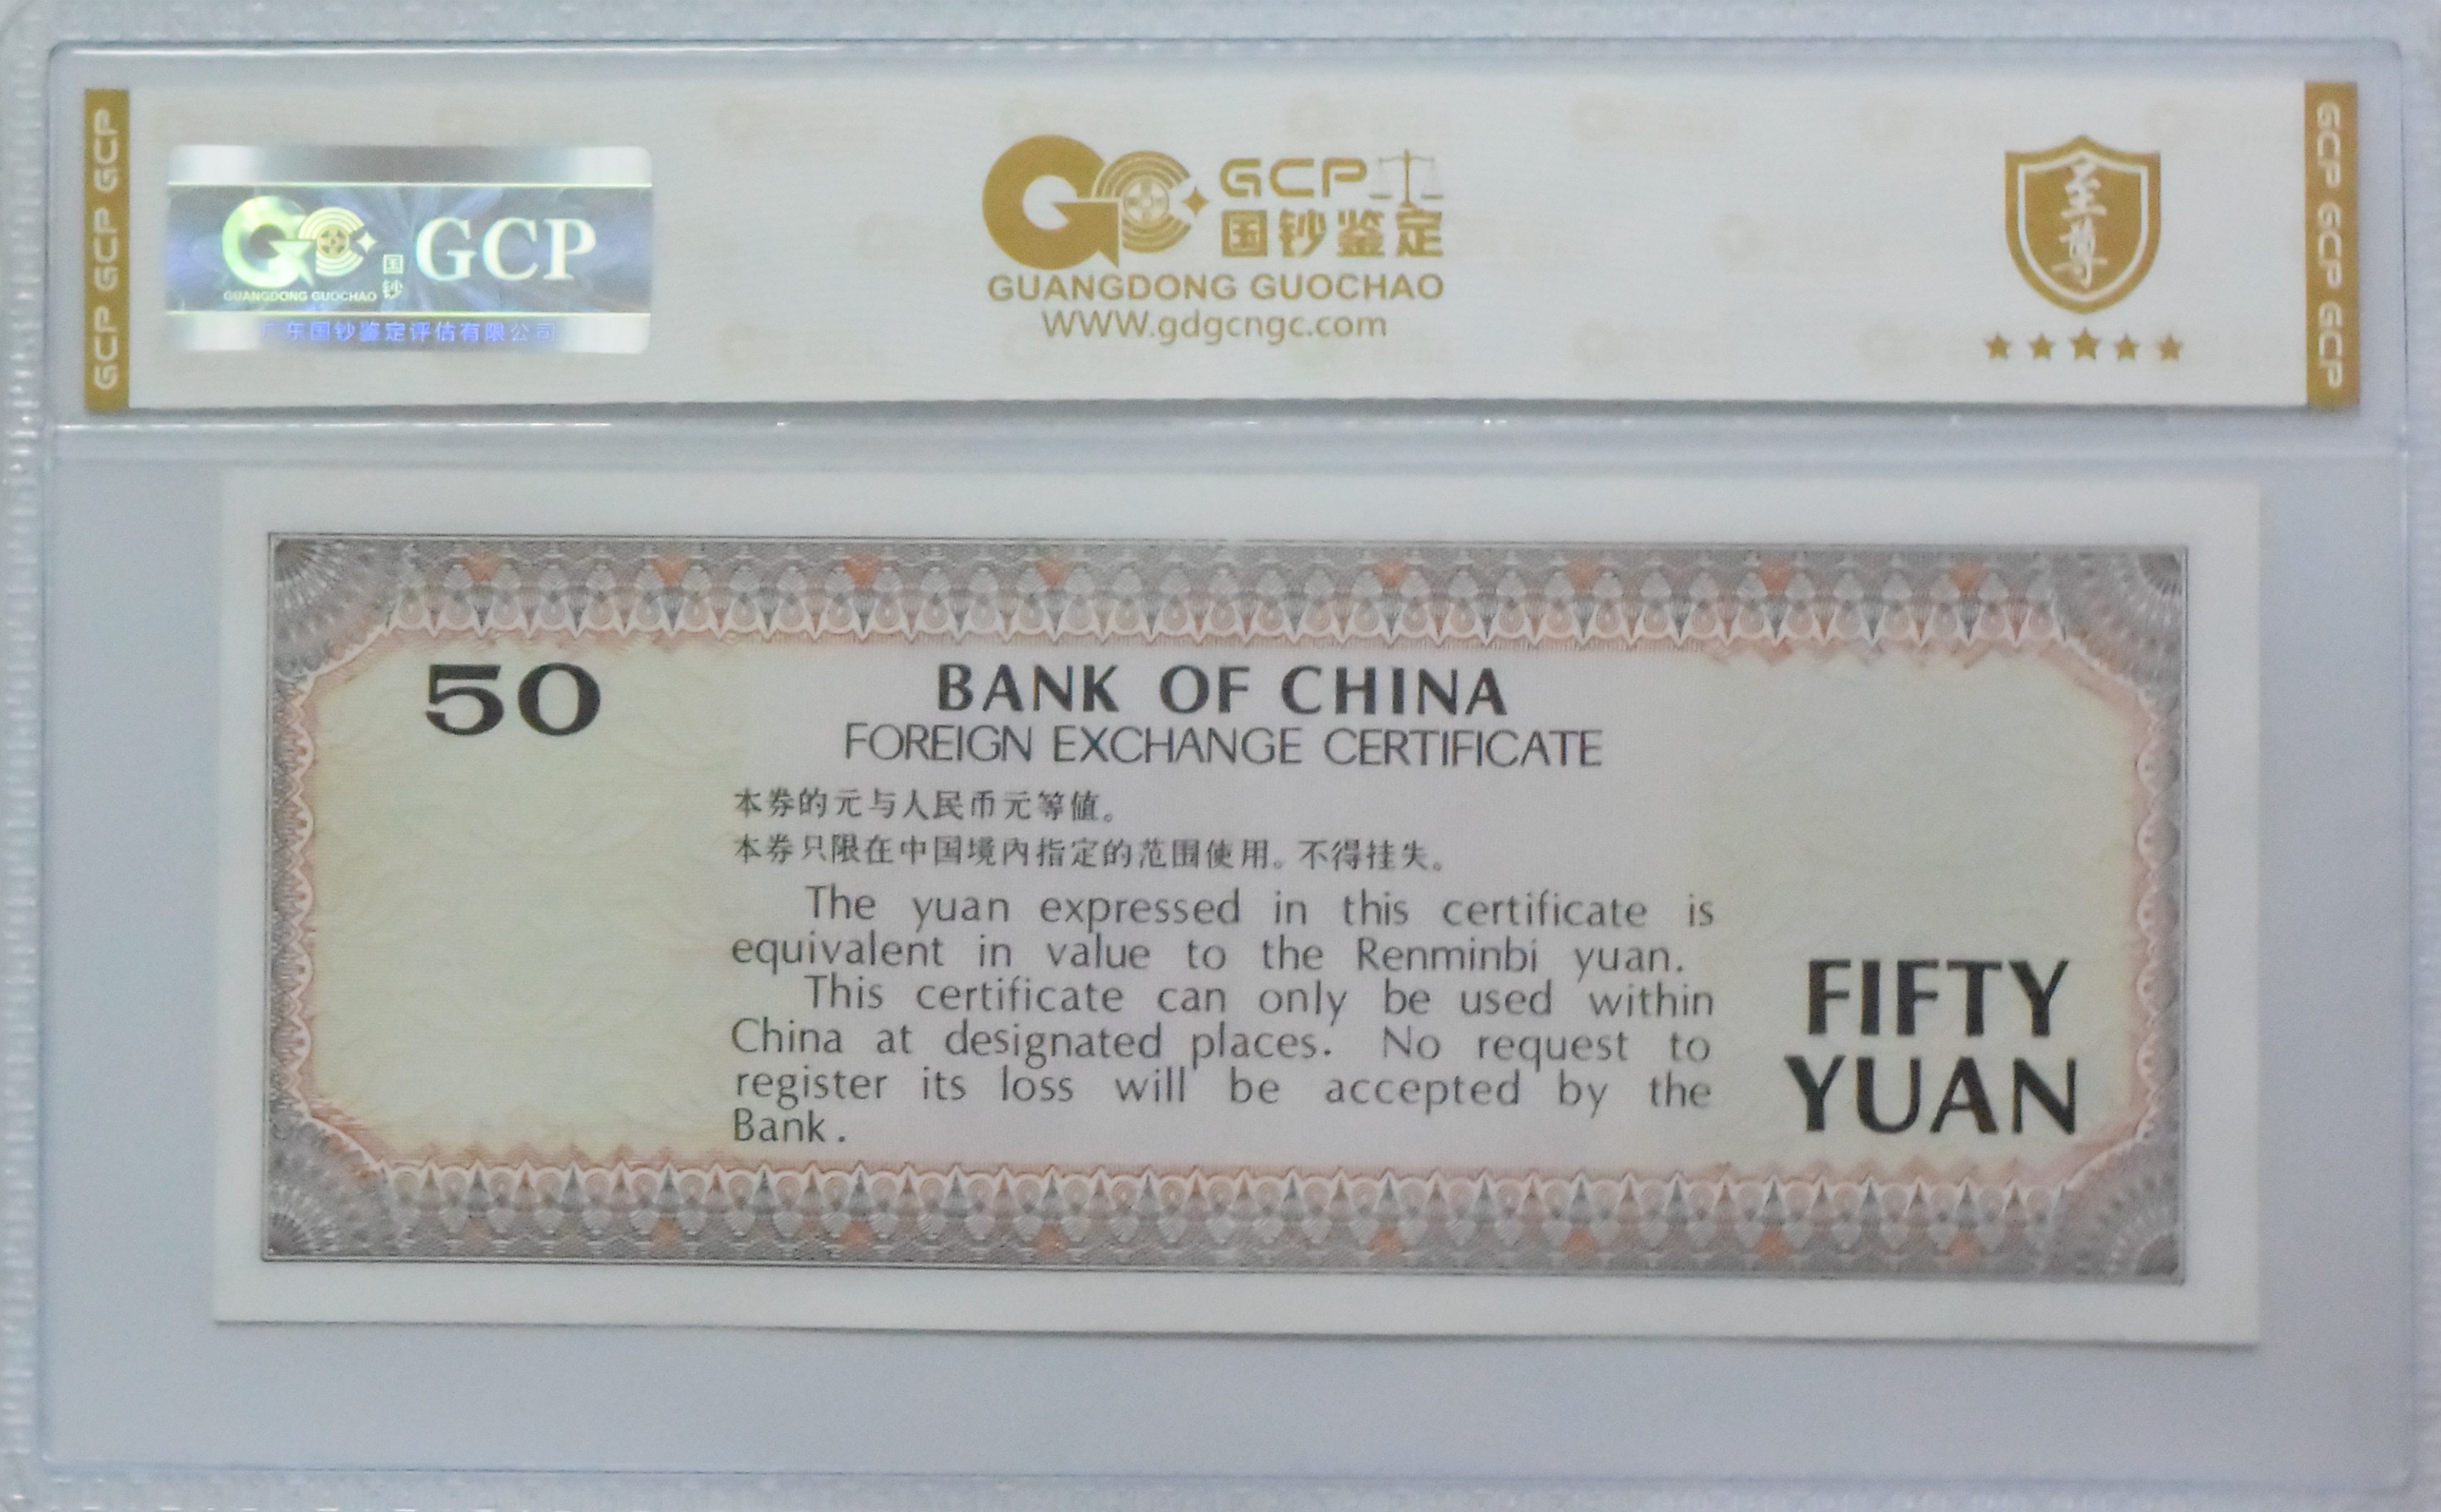 GCP GCP GCP
国钞
GCP
GUANGDONG GUOCHAO
广东国钞鉴定评估有限公司
GCP
国钞鉴定
GUANGDONG GUOCHAO
WWW.gdgcngc.com
至尊
GCP GCP GCP
50
BANK OF CHINA
FOREIGN EXCHANGE CERTIFICATE
本券的元与人民币元等值。
本券只限在中国境内指定的范围使用。不得挂失。
The yuan expressed in this certificate is
equivalent in value to the Renminbi yuan.
This certificate can only be used within
China at designated places. No request to
register its loss will be accepted by the
Bank.
FIFTY
YUAN